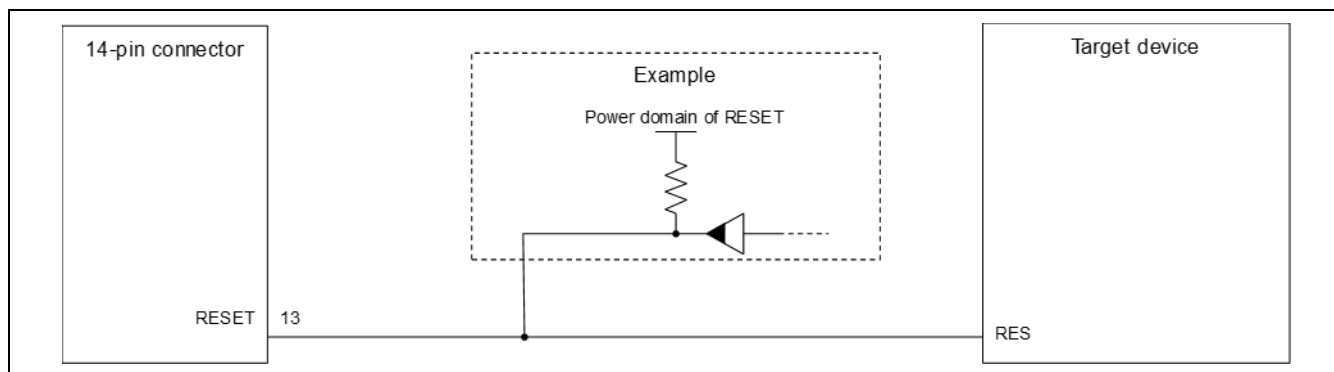 14-pin connector
Target device
Example
Power domain of RESET
RESET
13
RES